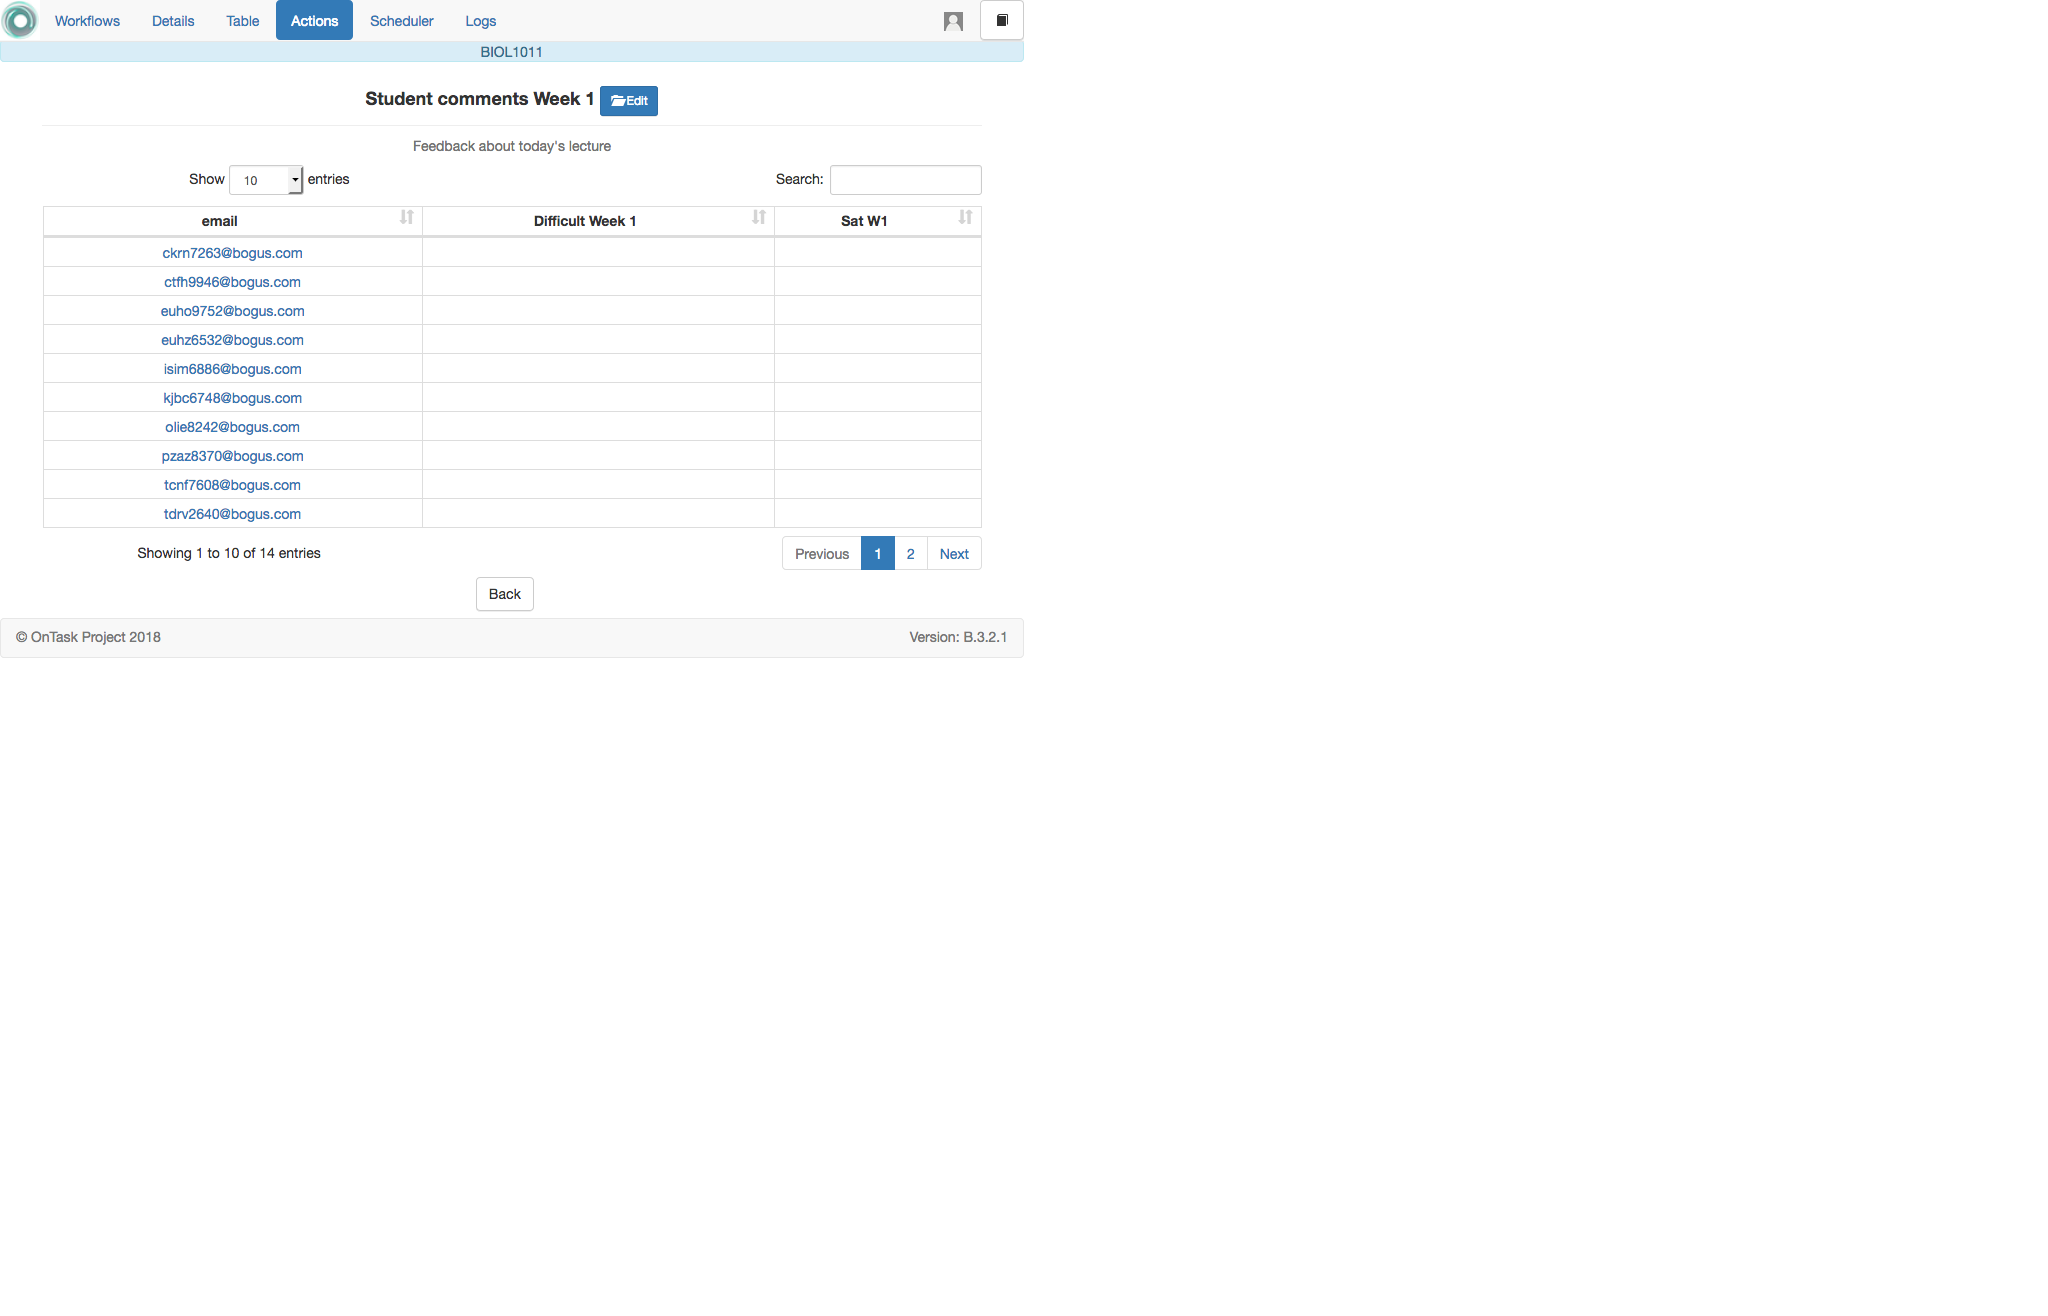 Workflows Details Table Actions Scheduler Logs
BIOL1011
Student comments Week 1 Edit
Feedback about today's lecture
Show 10 entries Search:
email Difficult Week 1 Sat W1
ckrn7263@bogus.com
ctfh9946@bogus.com
euho9752@bogus.com
euhz6532@bogus.com
isim6886@bogus.com
kjbc6748@bogus.com
olie8242@bogus.com
pzaz8370@bogus.com
tcnf7608@bogus.com
tdrv2640@bogus.com
Showing 1 to 10 of 14 entries Previous 1 2 Next
Back
© OnTask Project 2018 Version: B.3.2.1